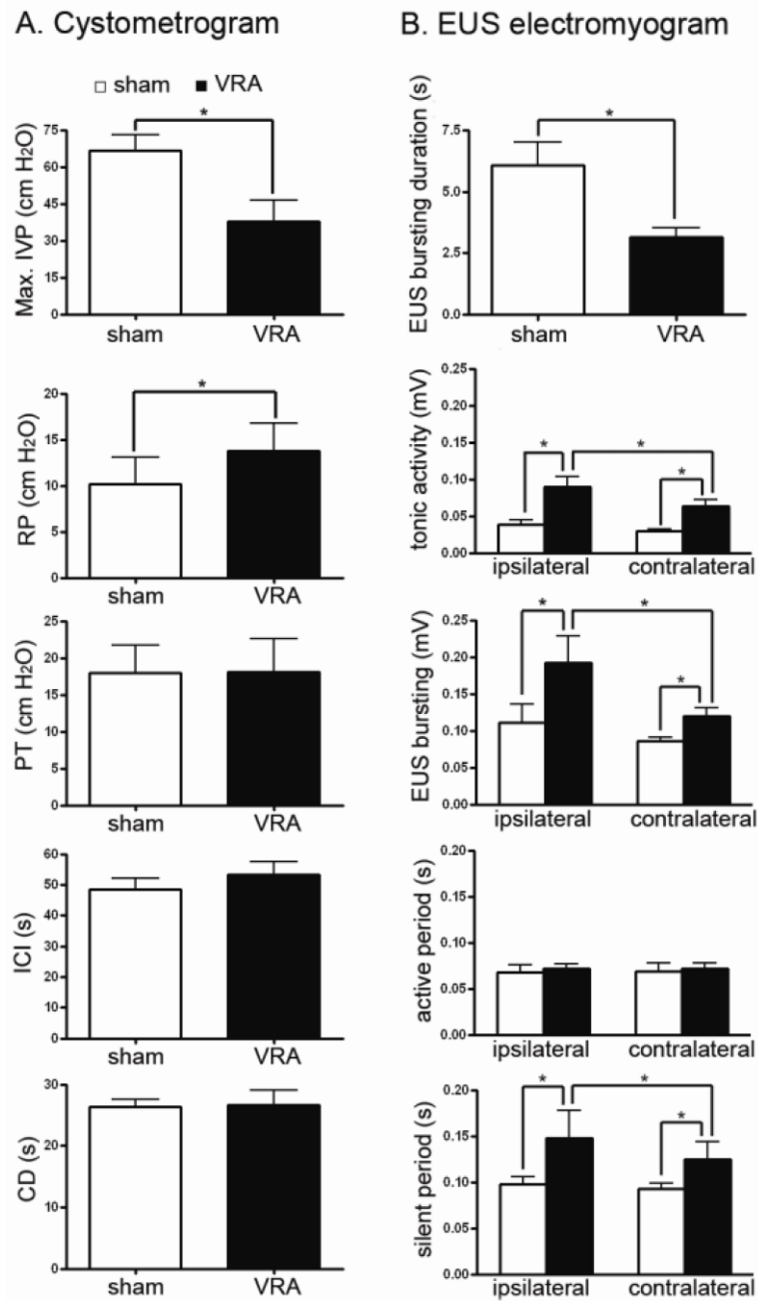 A. Cystometrogram
□ sham ■ VRA
Max. IVP (cm H2O)
75
60
45
30
15
0
*
sham VRA
RP (cm H2O)
20
15
10
5
0
*
sham VRA
PT (cm H2O)
25
20
15
10
5
0
sham VRA
ICI (s)
60
50
40
30
20
10
0
sham VRA
CD (s)
30
20
10
0
sham VRA
B. EUS electromyogram
EUS bursting duration (s)
7.5
5.0
2.5
0.0
*
sham VRA
tonic activity (mV)
0.25
0.20
0.15
0.10
0.05
0.00
* * *
ipsilateral contralateral
EUS bursting (mV)
0.25
0.20
0.15
0.10
0.05
0.00
* * *
ipsilateral contralateral
active period (s)
0.20
0.15
0.10
0.05
0.00
ipsilateral contralateral
silent period (s)
0.20
0.15
0.10
0.05
0.00
* * *
ipsilateral contralateral